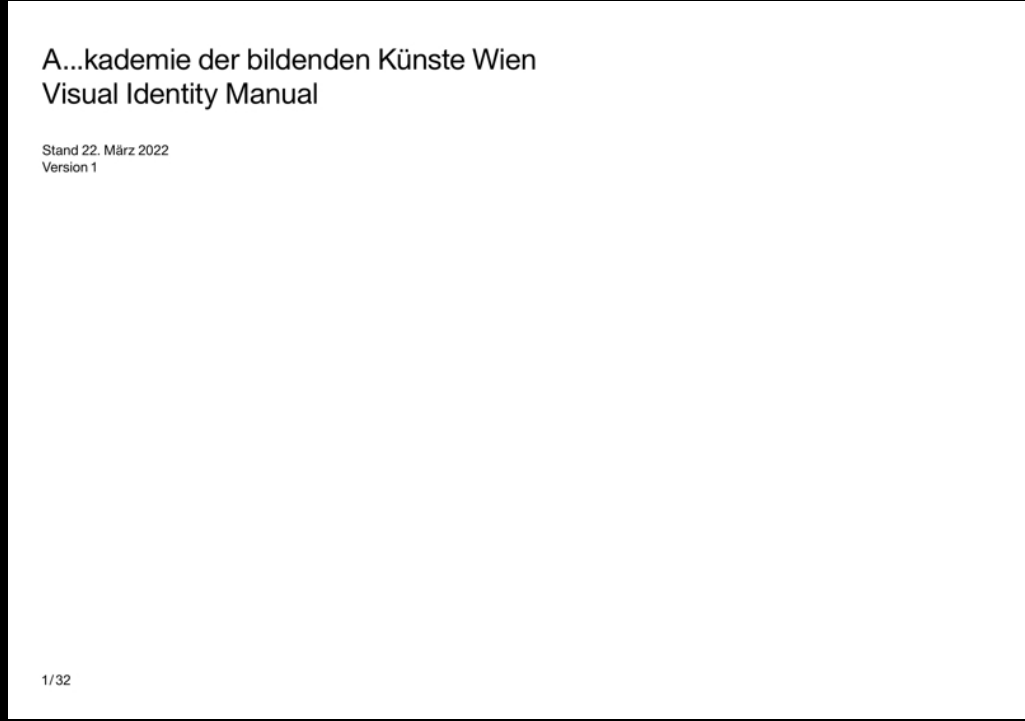 A...kademie der bildenden Künste Wien
Visual Identity Manual
Stand 22. März 2022
Version 1
1/32